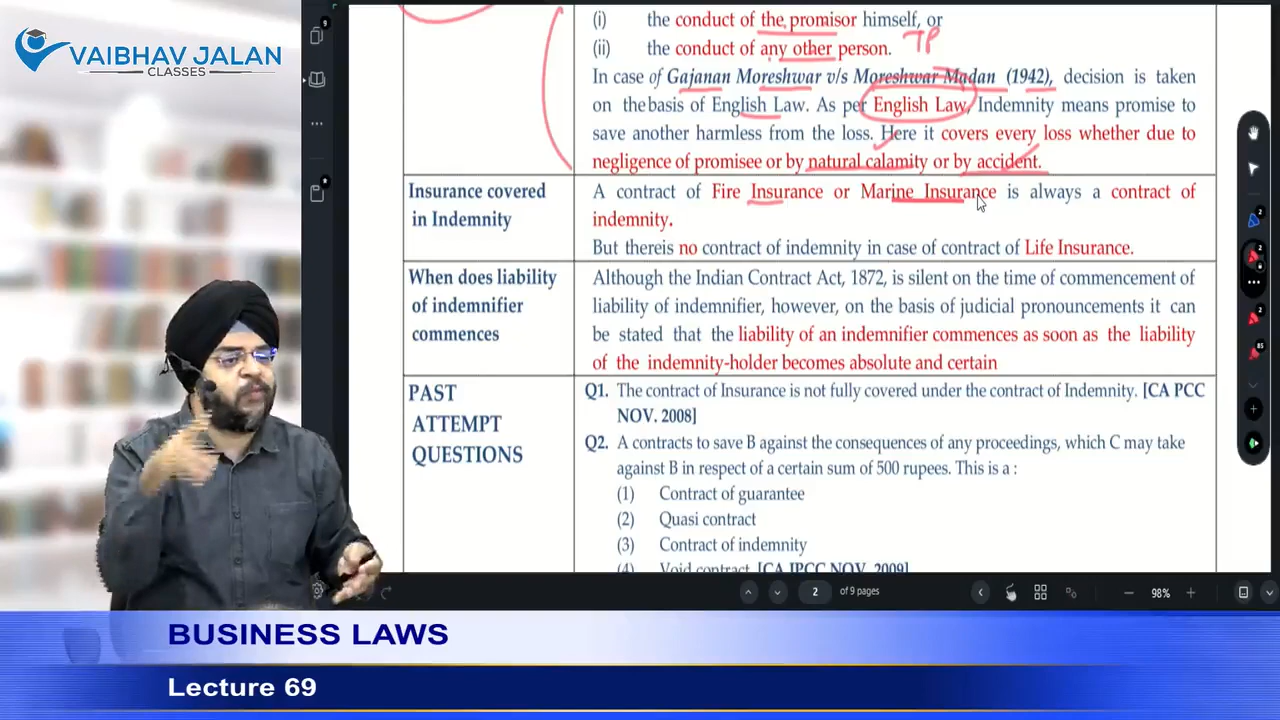 VAIBHAV JALAN
CLASSES
(i) the conduct of the promisor himself, or
(ii) the conduct of any other person.
TP
In case of Gajanan Moreshwar v/s Moreshwar Madan (1942), decision is taken
on thebasis of English Law. As per English Law, Indemnity means promise to
save another harmless from the loss. Here it covers every loss whether due to
negligence of promisee or by natural calamity or by accident.
Insurance covered
in Indemnity
A contract of Fire Insurance or Marine Insurance is always a contract of
indemnity.
But thereis no contract of indemnity in case of contract of Life Insurance.
When does liability
of indemnifier
commences
Although the Indian Contract Act, 1872, is silent on the time of commencement of
liability of indemnifier, however, on the basis of judicial pronouncements it can
be stated that the liability of an indemnifier commences as soon as the liability
of the indemnity-holder becomes absolute and certain
PAST
ATTEMPT
QUESTIONS
Q1. The contract of Insurance is not fully covered under the contract of Indemnity. [CA PCC
NOV. 2008]
Q2. A contracts to save B against the consequences of any proceedings, which C may take
against B in respect of a certain sum of 500 rupees. This is a :
(1) Contract of guarantee
(2) Quasi contract
(3) Contract of indemnity
(4) Void contract [CA IPCC NOV. 2009]
2 of 9 pages
98%
BUSINESS LAWS
Lecture 69